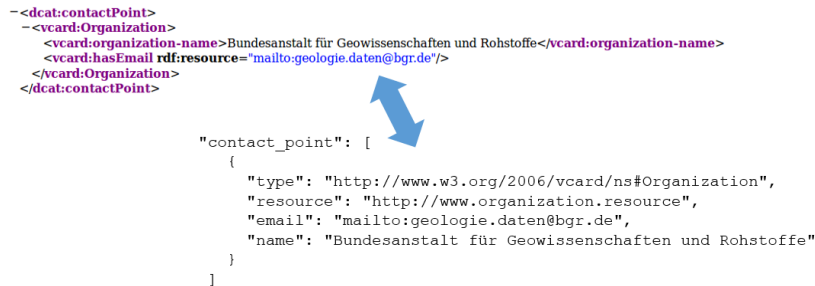 −<dcat:contactPoint>
−<vcard:Organization>
<vcard:organization-name>Bundesanstalt für Geowissenschaften und Rohstoffe</vcard:organization-name>
<vcard:hasEmail rdf:resource="mailto:geologie.daten@bgr.de"/>
</vcard:Organization>
</dcat:contactPoint>
"contact_point": [
{
"type": "http://www.w3.org/2006/vcard/ns#Organization",
"resource": "http://www.organization.resource",
"email": "mailto:geologie.daten@bgr.de",
"name": "Bundesanstalt für Geowissenschaften und Rohstoffe"
}
]